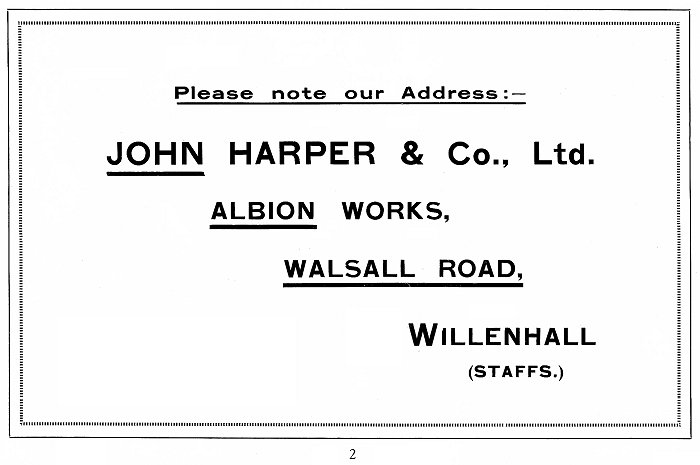 Please note our Address:—
JOHN HARPER & Co., Ltd.
ALBION WORKS,
WALSALL ROAD,
WILLENHALL
(STAFFS.)
2